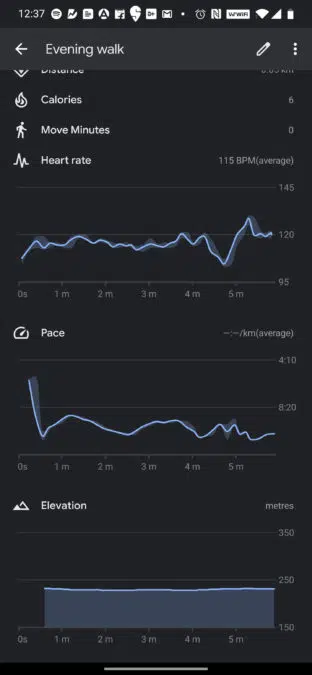 12:37
VoWiFi
Evening walk
Distance km
Calories 6
Move Minutes 0
Heart rate 115 BPM(average)
145
120
95
0s 1 m 2 m 3 m 4 m 5 m
Pace –:––/km(average)
4:10
8:20
0s 1 m 2 m 3 m 4 m 5 m
Elevation metres
350
250
150
0s 1 m 2 m 3 m 4 m 5 m